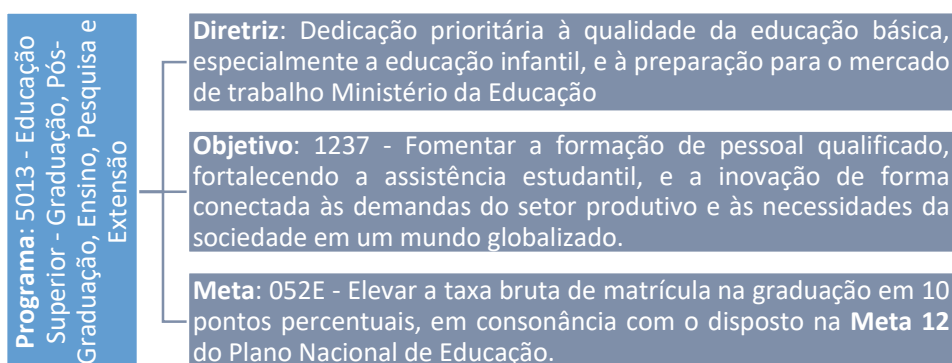 Programa: 5013 - Educação
Superior - Graduação, Pós-
Graduação, Ensino, Pesquisa e
Extensão
Diretriz: Dedicação prioritária à qualidade da educação básica,
especialmente a educação infantil, e à preparação para o mercado
de trabalho Ministério da Educação
Objetivo: 1237 - Fomentar a formação de pessoal qualificado,
fortalecendo a assistência estudantil, e a inovação de forma
conectada às demandas do setor produtivo e às necessidades da
sociedade em um mundo globalizado.
Meta: 052E - Elevar a taxa bruta de matrícula na graduação em 10
pontos percentuais, em consonância com o disposto na Meta 12
do Plano Nacional de Educação.